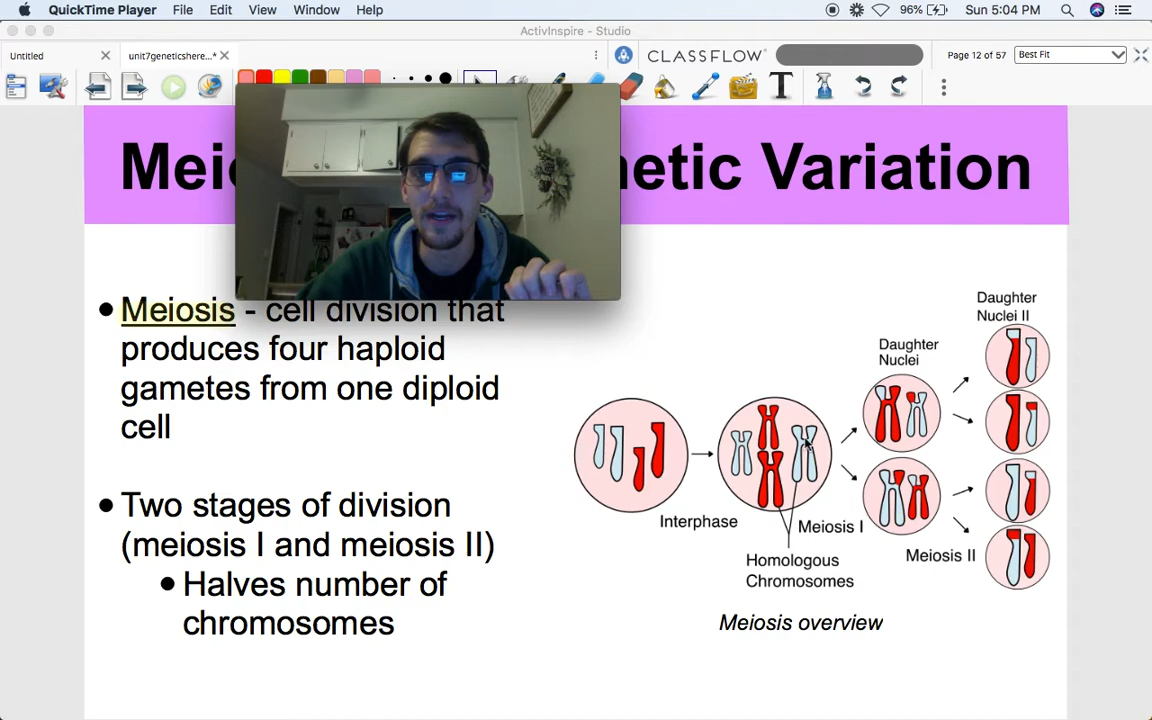 QuickTime Player File Edit View Window Help 96% Sun 5:04 PM
ActivInspire - Studio
Untitled unit7geneticshere...* CLASSFLOW Page 12 of 57 Best Fit
Variation
Meiosis - cell division that
produces four haploid
gametes from one diploid
cell
Two stages of division
(meiosis I and meiosis II)
Halves number of
chromosomes
Daughter
Nuclei II
Daughter
Nuclei
Interphase
Meiosis I
Homologous
Chromosomes
Meiosis II
Meiosis overview